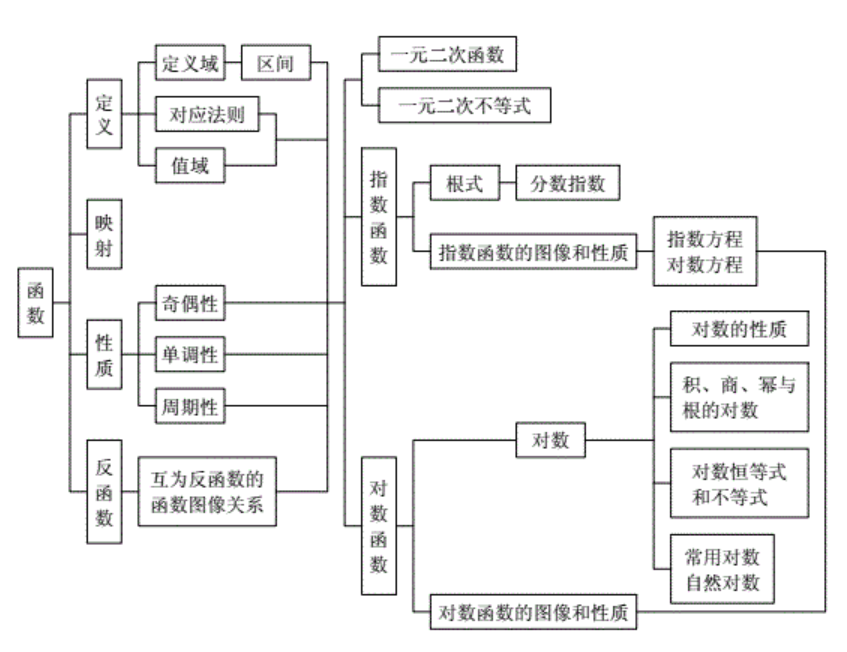 函
数
定
义
映
射
性
质
反
函
数
定义域
区间
对应法则
值域
奇偶性
单调性
周期性
互为反函数的
函数图像关系
一元二次函数
一元二次不等式
指
数
函
数
根式
分数指数
指数函数的图像和性质
指数方程
对数方程
对
数
函
数
对数
对数的性质
积、商、幂与
根的对数
对数恒等式
和不等式
常用对数
自然对数
对数函数的图像和性质